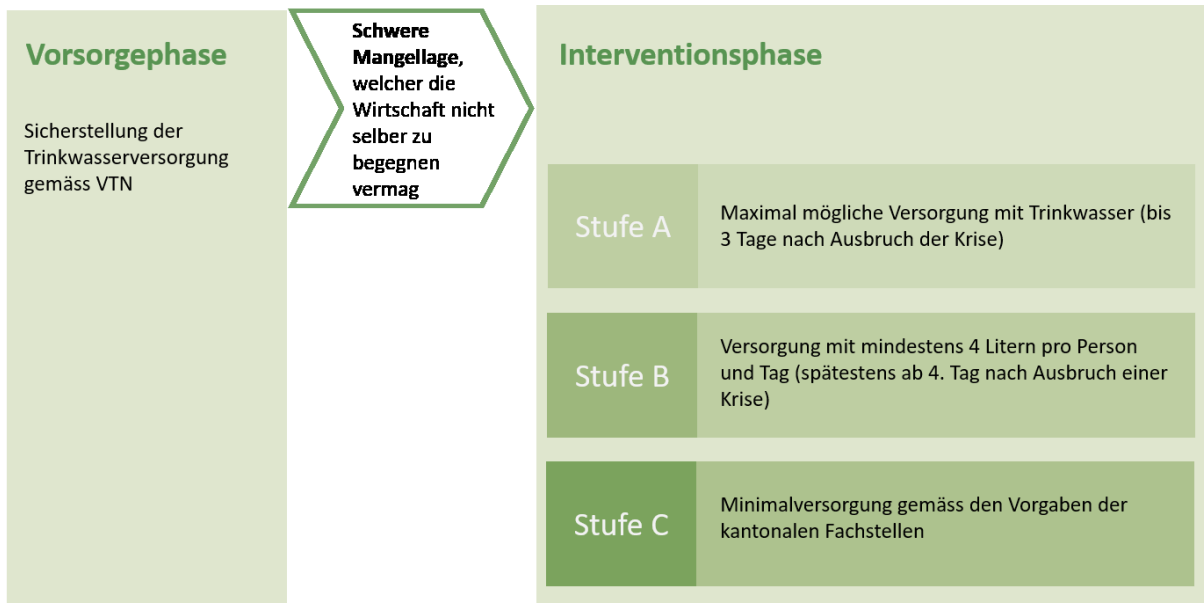 Vorsorgephase
Sicherstellung der
Trinkwasserversorgung
gemäss VTN
Schwere
Mangellage,
welcher die
Wirtschaft nicht
selber zu
begegnen
vermag
Interventionsphase
Stufe A
Maximal mögliche Versorgung mit Trinkwasser (bis
3 Tage nach Ausbruch der Krise)
Stufe B
Versorgung mit mindestens 4 Litern pro Person
und Tag (spätestens ab 4. Tag nach Ausbruch einer
Krise)
Stufe C
Minimalversorgung gemäss den Vorgaben der
kantonalen Fachstellen